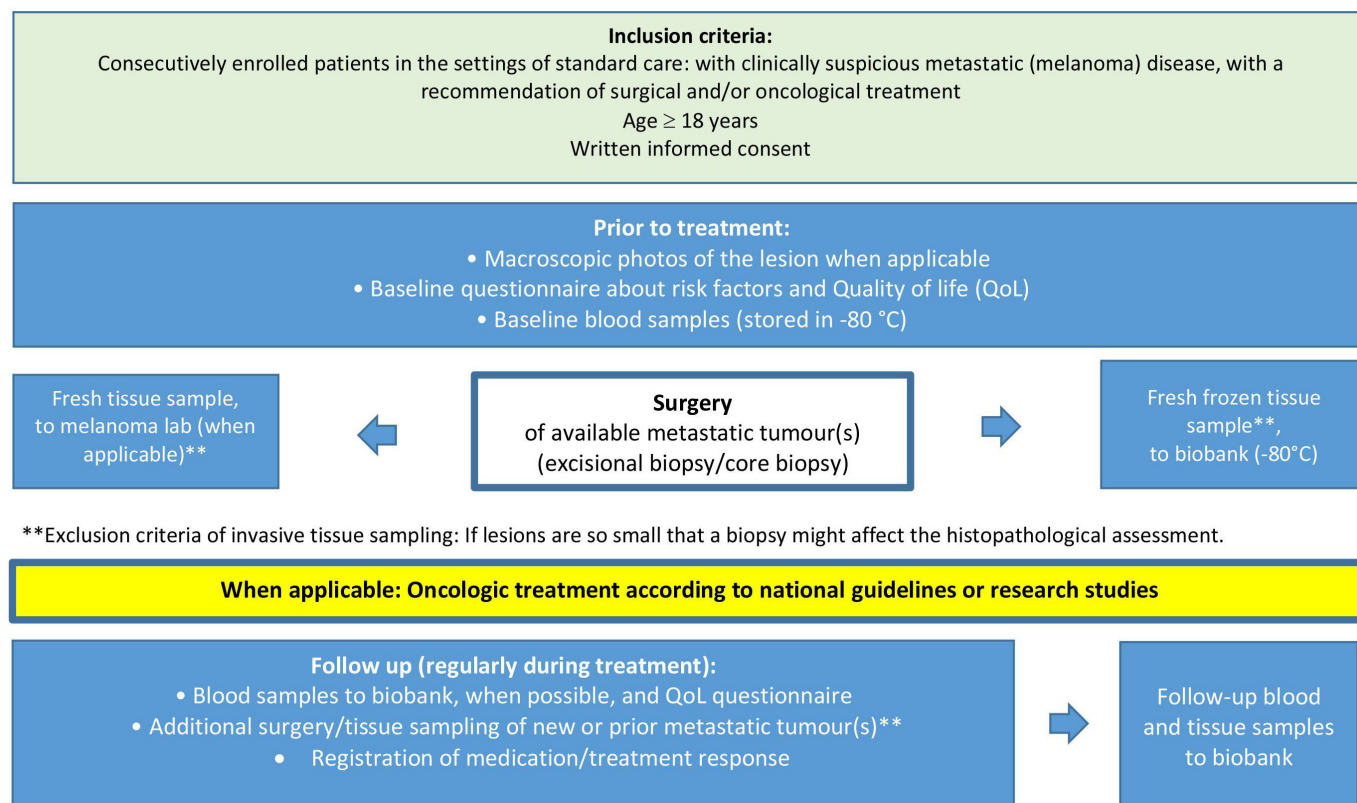 Inclusion criteria:
Consecutively enrolled patients in the settings of standard care: with clinically suspicious metastatic (melanoma) disease, with a
recommendation of surgical and/or oncological treatment
Age ≥ 18 years
Written informed consent
Prior to treatment:
• Macroscopic photos of the lesion when applicable
• Baseline questionnaire about risk factors and Quality of life (QoL)
• Baseline blood samples (stored in -80 °C)
Fresh tissue sample,
to melanoma lab (when
applicable)**
Surgery
of available metastatic tumour(s)
(excisional biopsy/core biopsy)
Fresh frozen tissue
sample**,
to biobank (-80°C)
**Exclusion criteria of invasive tissue sampling: If lesions are so small that a biopsy might affect the histopathological assessment.
When applicable: Oncologic treatment according to national guidelines or research studies
Follow up (regularly during treatment):
• Blood samples to biobank, when possible, and QoL questionnaire
• Additional surgery/tissue sampling of new or prior metastatic tumour(s)**
• Registration of medication/treatment response
Follow-up blood
and tissue samples
to biobank